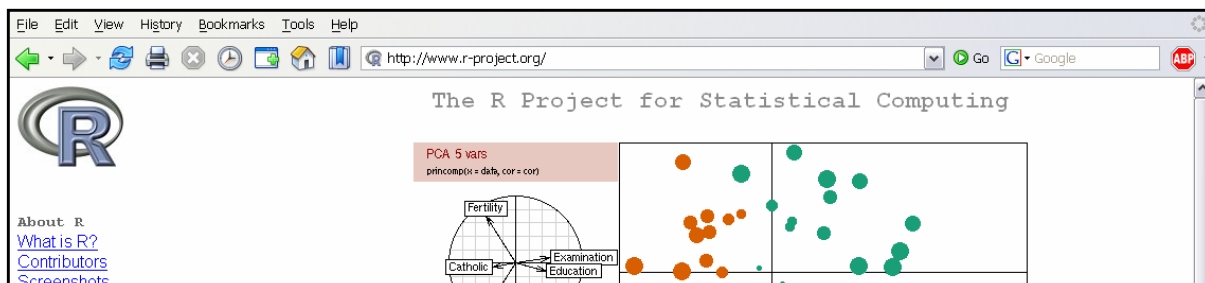 File Edit View History Bookmarks Tools Help
http://www.r-project.org/ Go G Google ABP
R
The R Project for Statistical Computing
PCA 5 vars
princomp(x = data, cor = cor)
Fertility
Catholic
Examination
Education
About R
What is R?
Contributors
Screenshots